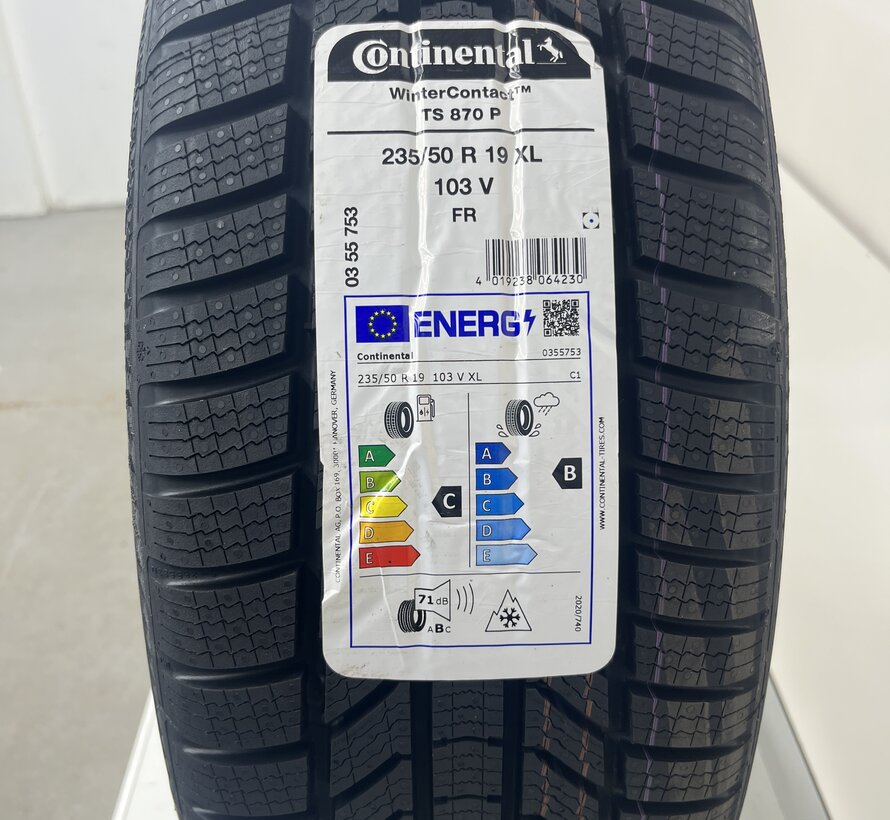 Continental
WinterContact™
TS 870 P
235/50 R 19 XL
103 V
FR
03 55 753
4 019238 064230
ENERG
Continental
0355753
235/50 R 19 103 V XL
C1
A
B
C
D
E
C
A
B
C
D
E
B
71 dB
ABC
2020/740
CONTINENTAL AG, P.O. BOX 169, HANOVER, GERMANY
WWW.CONTINENTAL-TIRES.COM